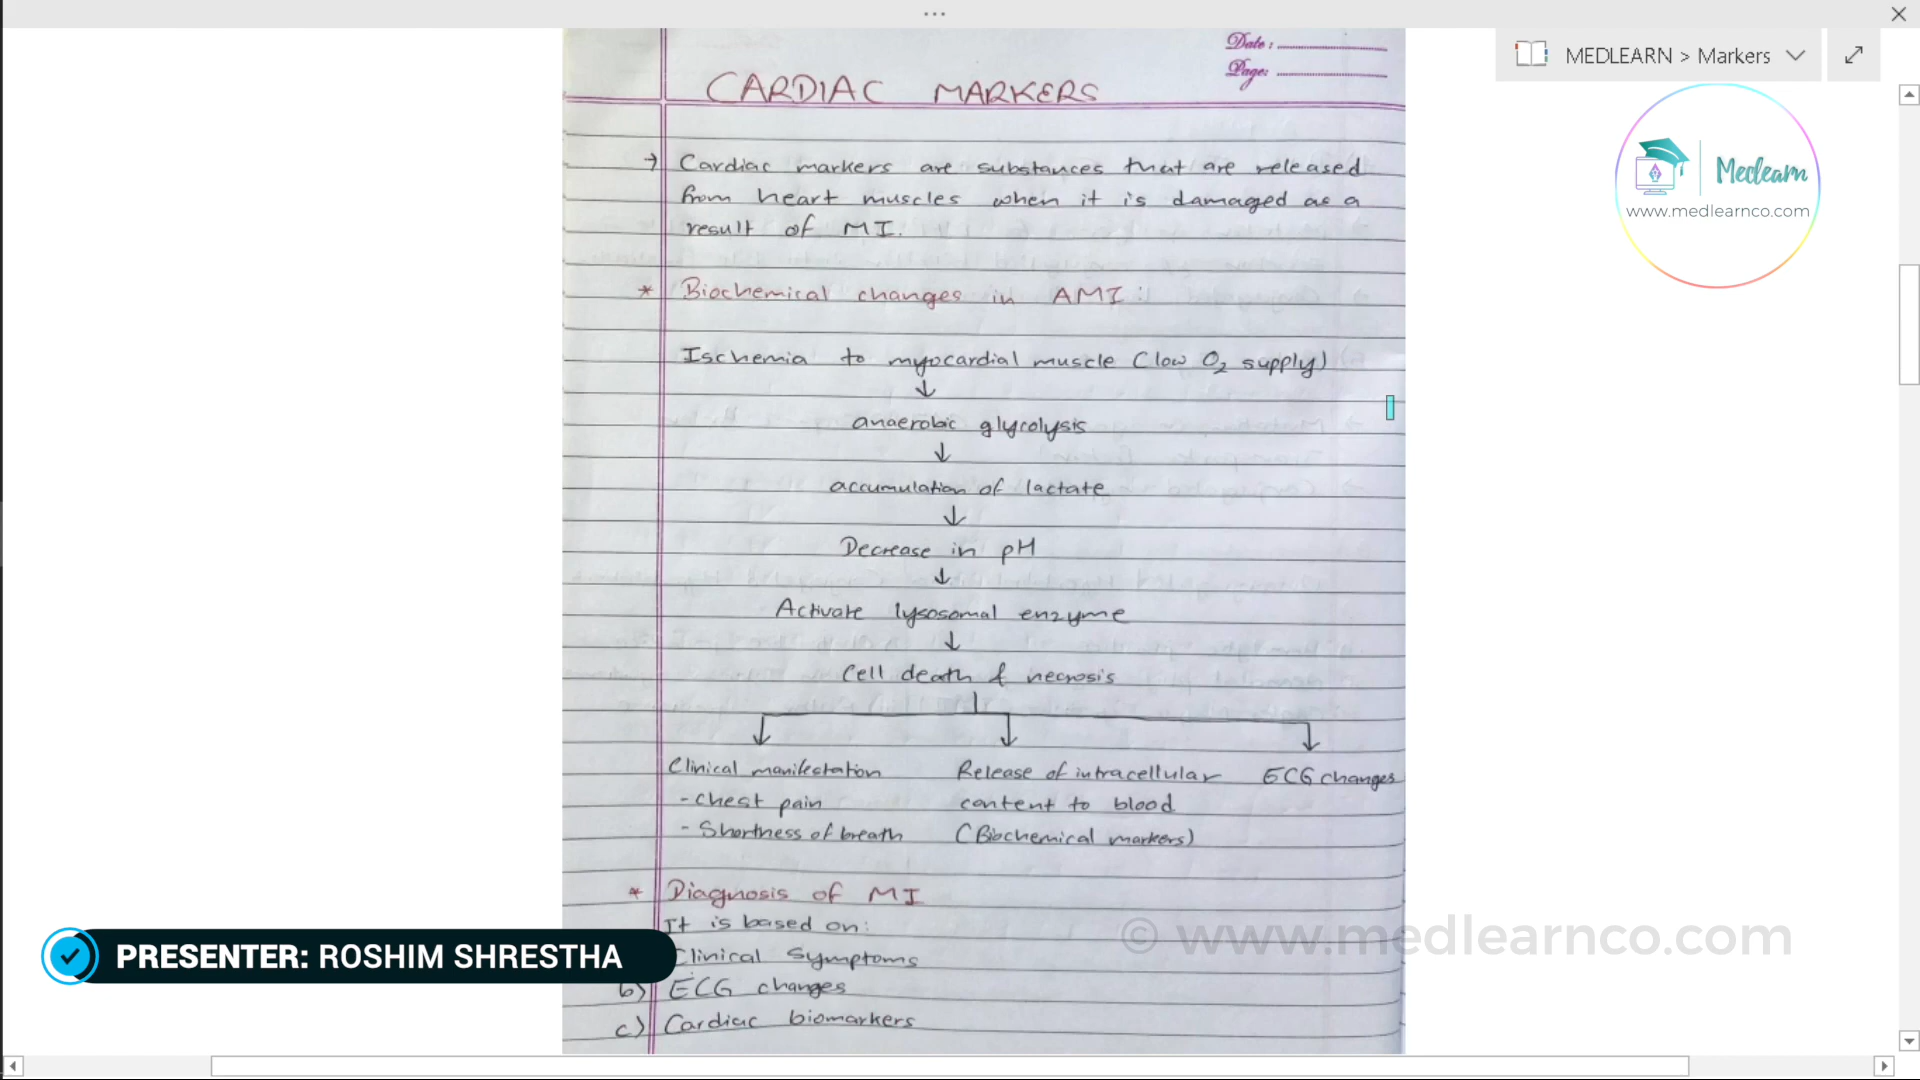 ...
MEDLEARN > Markers
Date:
Page:
CARDIAC MARKERS
Medlearn
www.medlearnco.com
→ Cardiac markers are substances that are released
from heart muscles when it is damaged as a
result of MI.
* Biochemical changes in AMI:
Ischemia to myocardial muscle (low O2 supply)
↓
anaerobic glycolysis
↓
accumulation of lactate
↓
Decrease in pH
↓
Activate lysosomal enzyme
↓
Cell death & necrosis
Clinical manifestation
- Chest pain
- Shortness of breath
Release of intracellular
content to blood
(Biochemical markers)
ECG changes
* Diagnosis of MI
It is based on:
Clinical Symptoms
b) ECG changes
c) Cardiac biomarkers
PRESENTER: ROSHIM SHRESTHA
© www.medlearnco.com